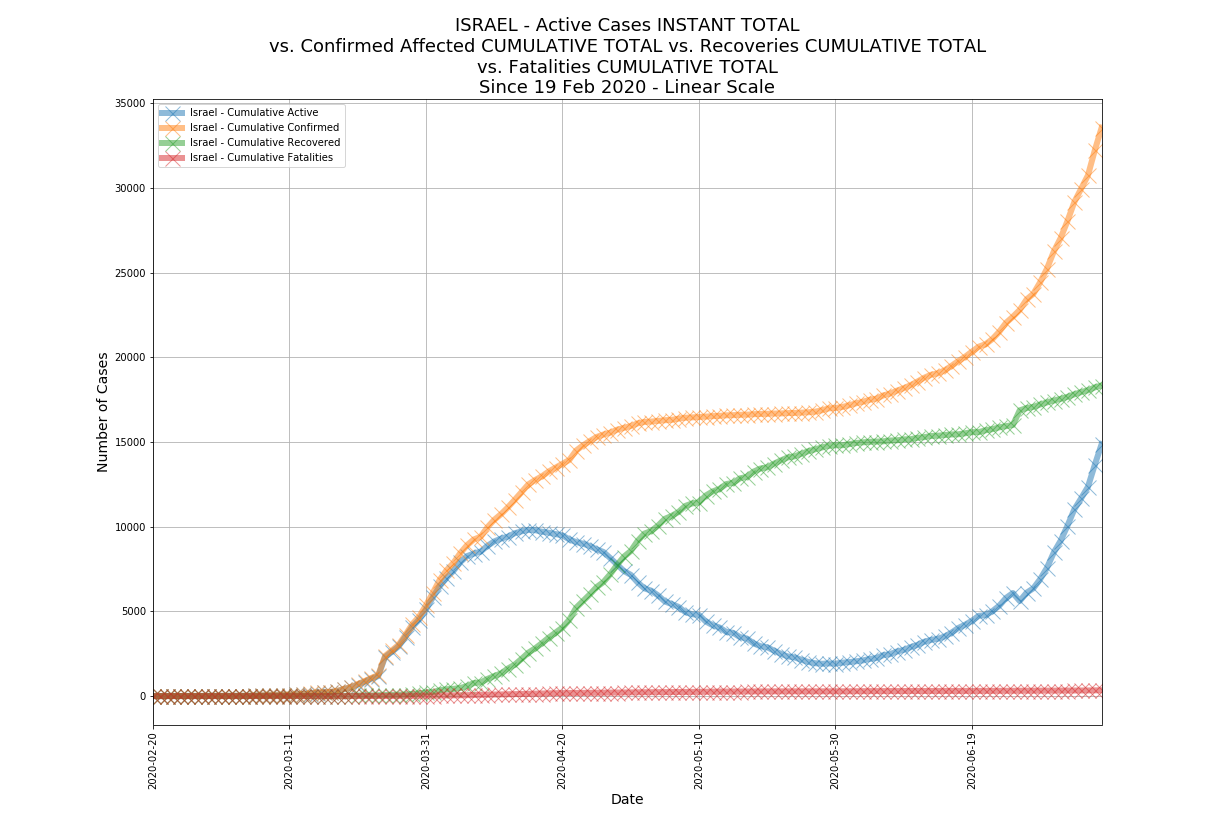 ISRAEL - Active Cases INSTANT TOTAL
vs. Confirmed Affected CUMULATIVE TOTAL vs. Recoveries CUMULATIVE TOTAL
vs. Fatalities CUMULATIVE TOTAL
Since 19 Feb 2020 - Linear Scale
Israel - Cumulative Active
Israel - Cumulative Confirmed
Israel - Cumulative Recovered
Israel - Cumulative Fatalities
Number of Cases
35000
30000
25000
20000
15000
10000
5000
0
2020-02-20
2020-03-11
2020-03-31
2020-04-20
2020-05-10
2020-05-30
2020-06-19
Date